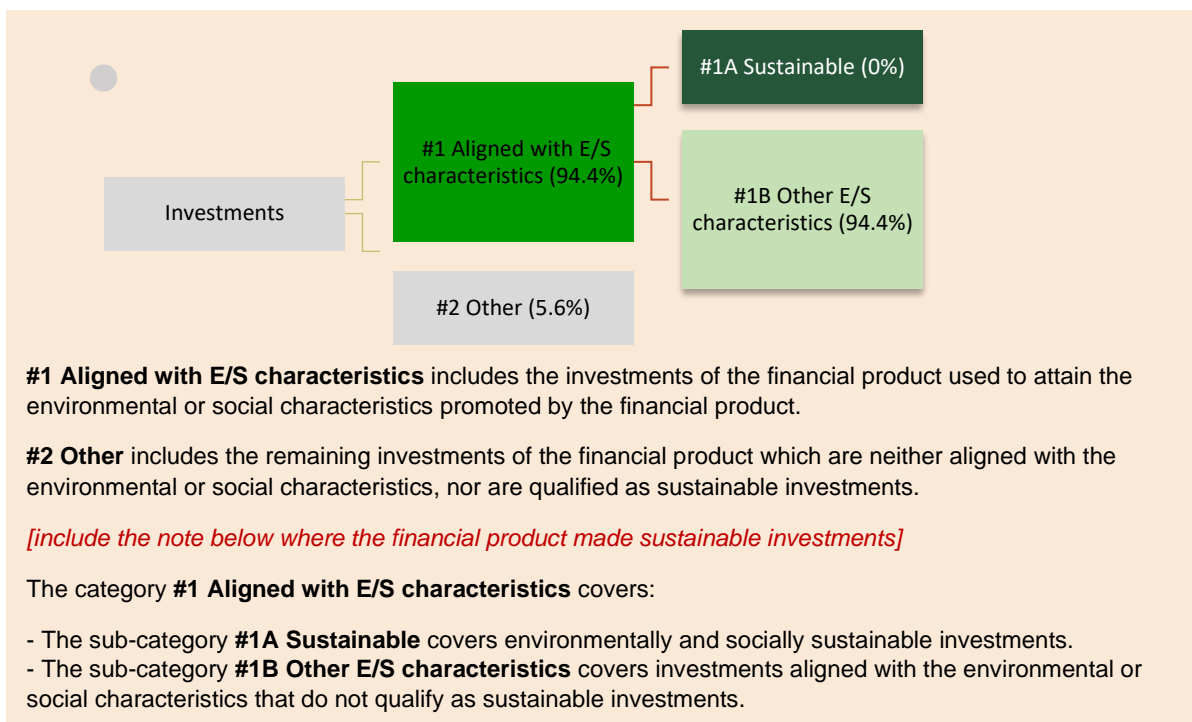 #1A Sustainable (0%)
#1 Aligned with E/S
characteristics (94.4%)
Investments
#1B Other E/S
characteristics (94.4%)
#2 Other (5.6%)
#1 Aligned with E/S characteristics includes the investments of the financial product used to attain the
environmental or social characteristics promoted by the financial product.
#2 Other includes the remaining investments of the financial product which are neither aligned with the
environmental or social characteristics, nor are qualified as sustainable investments.
[include the note below where the financial product made sustainable investments]
The category #1 Aligned with E/S characteristics covers:
- The sub-category #1A Sustainable covers environmentally and socially sustainable investments.
- The sub-category #1B Other E/S characteristics covers investments aligned with the environmental or
social characteristics that do not qualify as sustainable investments.